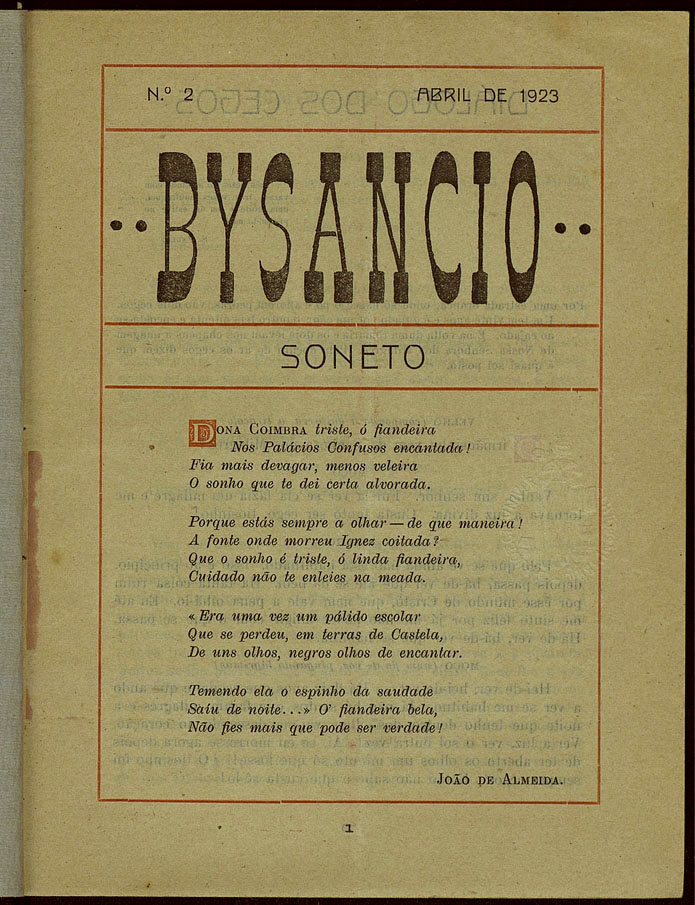 N.º 2
ABRIL DE 1923
··BYSANCIO··
SONETO
DONA COIMBRA triste, ó fiandeira
Nos Palácios Confusos encantada!
Fia mais devagar, menos veleira
O sonho que te dei certa alvorada.
Porque estás sempre a olhar — de que maneira!
A fonte onde morreu Ignez coitada?
Que o sonho é triste, ó linda fiandeira,
Cuidado não te enleies na meada.
«Era uma vez um pálido escolar
Que se perdeu, em terras de Castela,
De uns olhos, negros olhos de encantar.
Temendo ela o espinho da saudade
Saíu de noite...» O' fiandeira bela,
Não fies mais que pode ser verdade!
JOÃO DE ALMEIDA.
1